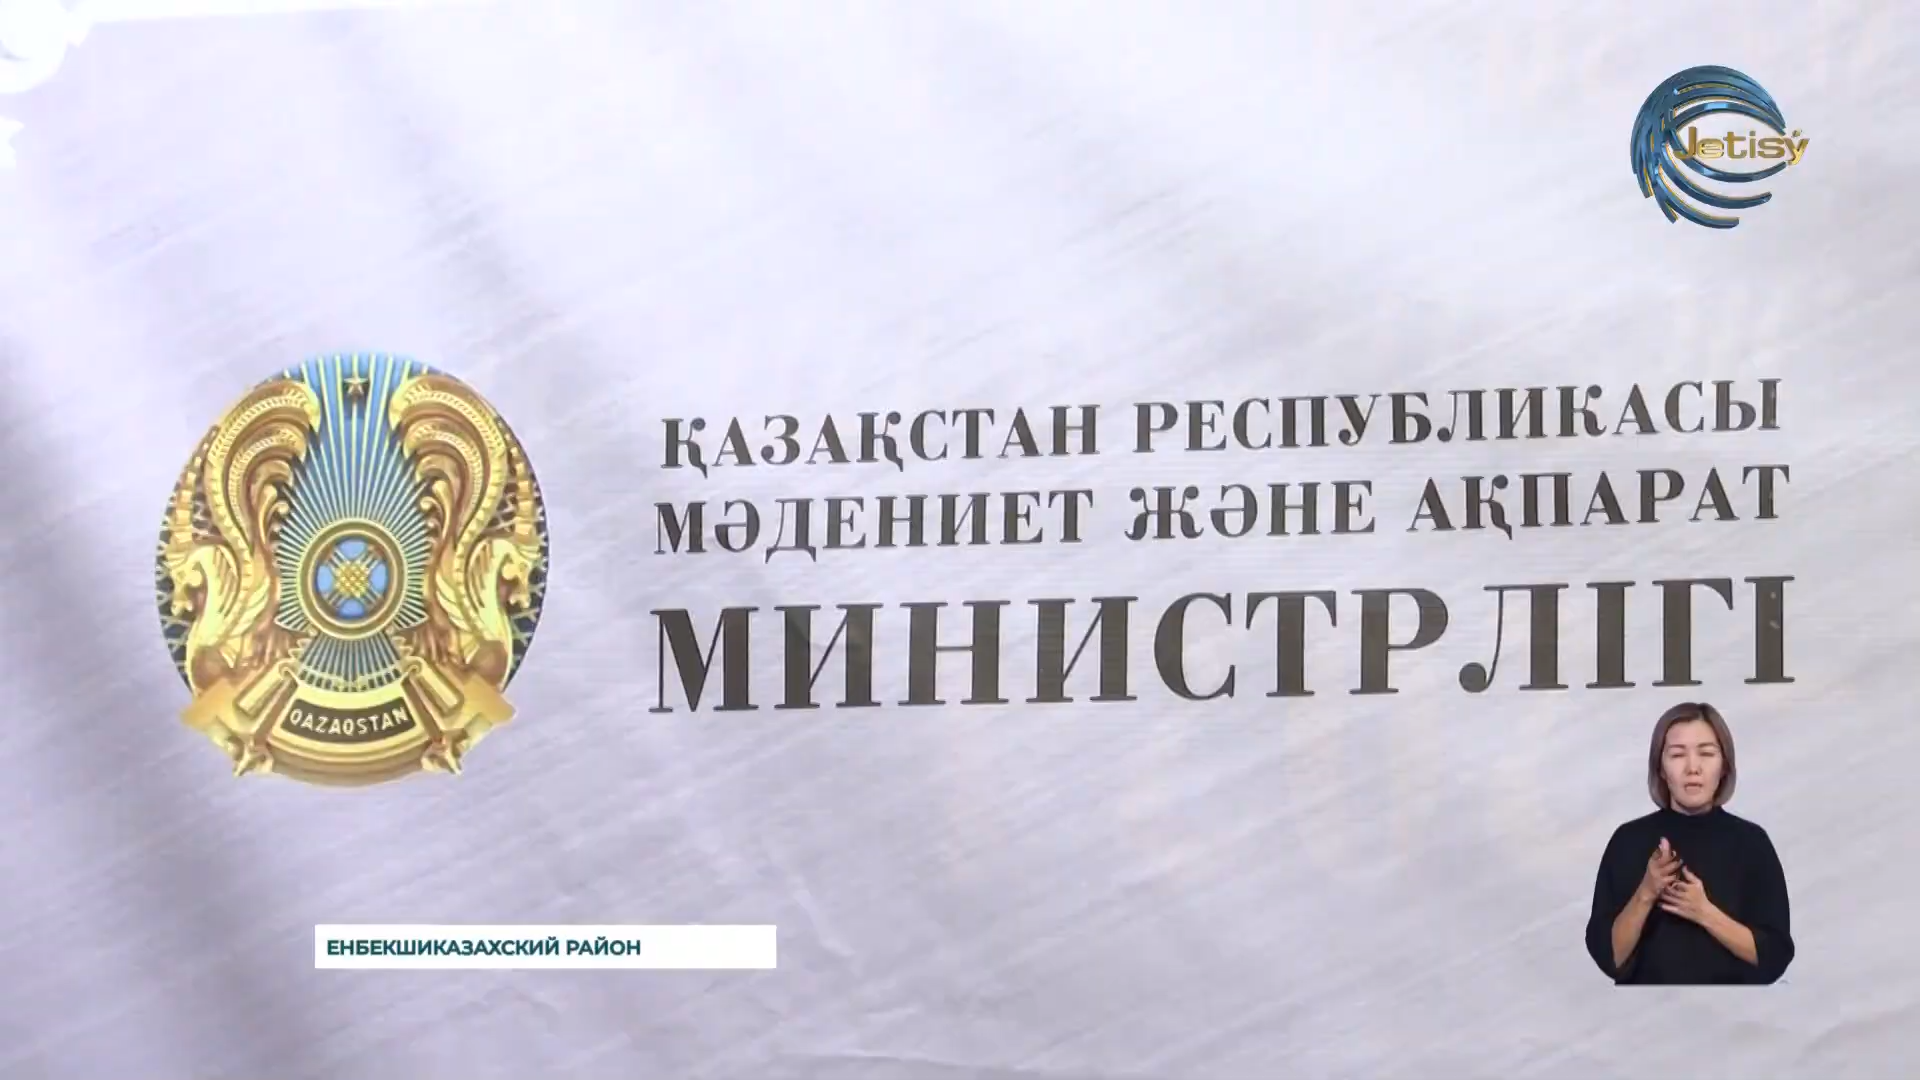 Jetisý
ҚАЗАҚСТАН РЕСПУБЛИКАСЫ
МӘДЕНИЕТ ЖӘНЕ АҚПАРАТ
МИНИСТРЛІГІ
QAZAQSTAN
ЕНБЕКШИКАЗАХСКИЙ РАЙОН